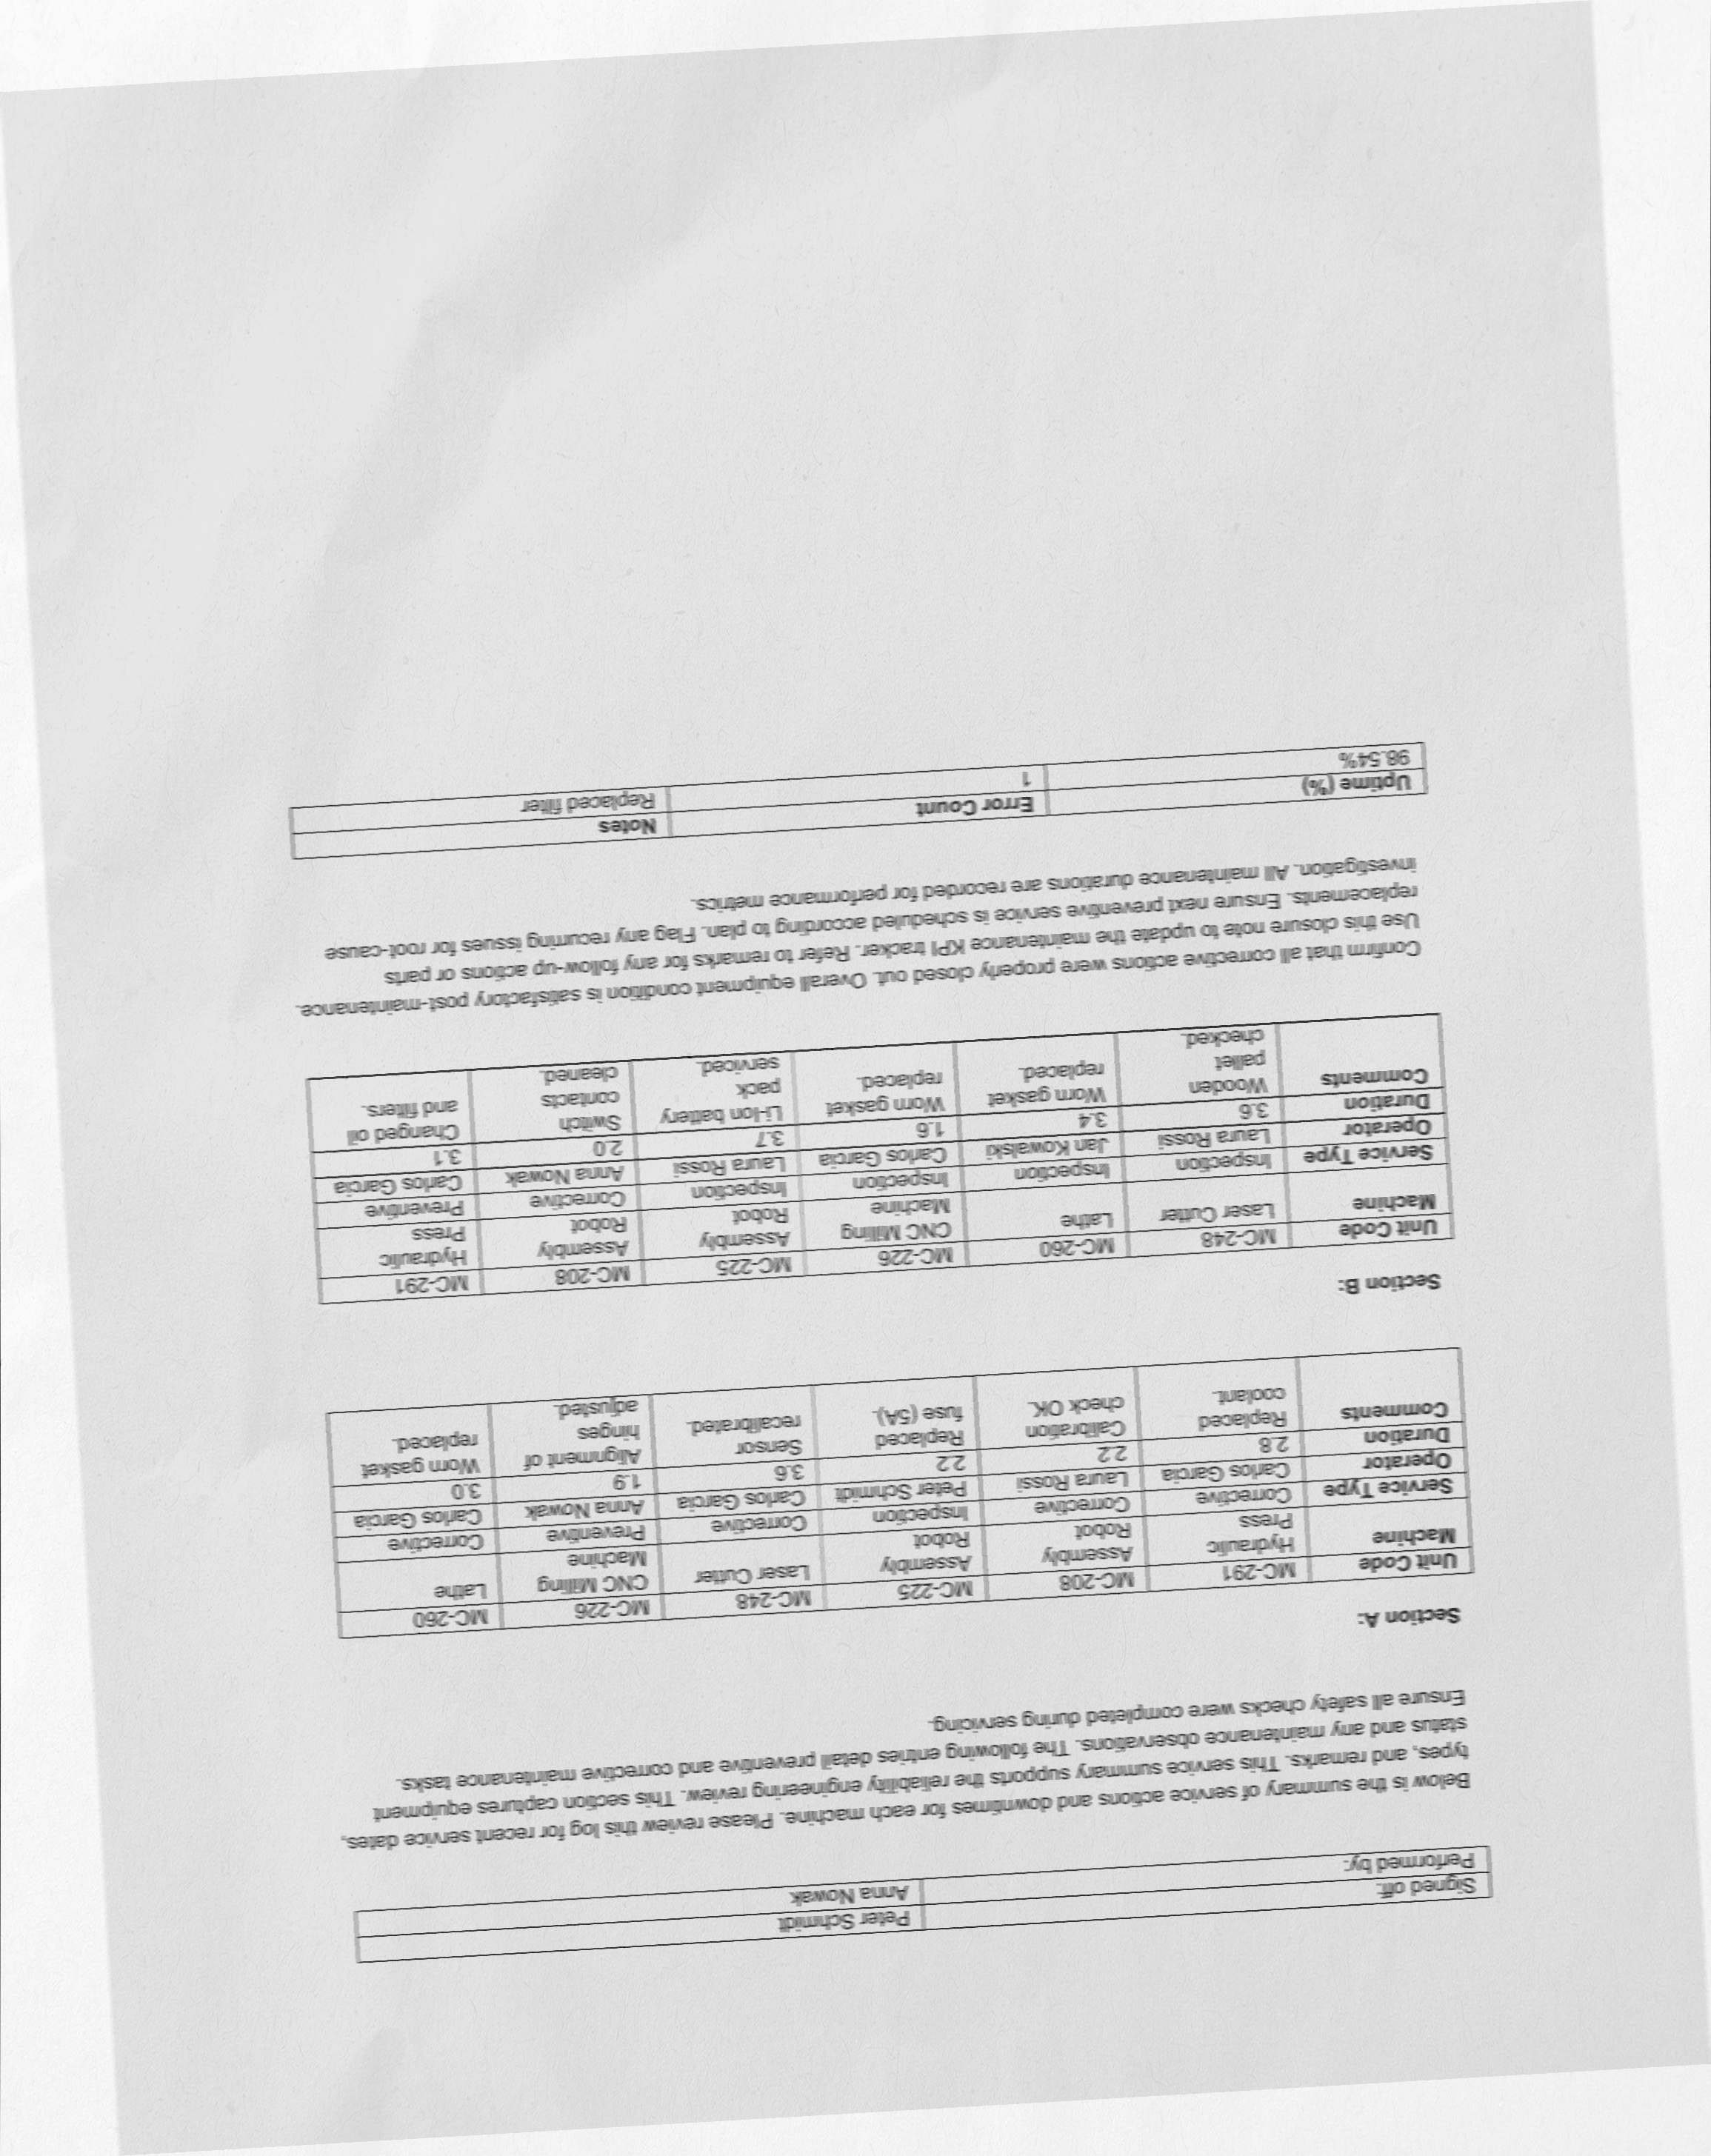 Signed off: Peter Schmidt
Performed by: Anna Nowak
Below is the summary of service actions and downtimes for each machine. Please review this log for recent service dates,
types, and remarks. This service summary supports the reliability engineering review. This section captures equipment
status and any maintenance observations. The following entries detail preventive and corrective maintenance tasks.
Ensure all safety checks were completed during servicing.
Section A:
Unit Code MC-291 MC-208 MC-225 MC-248 MC-226 MC-260
Machine Hydraulic Assembly Assembly Laser Cutter CNC Milling Lathe
Press Robot Robot Machine
Service Type Corrective Corrective Inspection Corrective Preventive Corrective
Operator Carlos Garcia Laura Rossi Peter Schmidt Carlos Garcia Anna Nowak Carlos Garcia
Duration 2.8 2.2 2.2 3.6 1.9 3.0
Comments Replaced Calibration Replaced Sensor Alignment of Worn gasket
coolant. check OK. fuse (5A). recalibrated. hinges replaced.
adjusted.
Section B:
Unit Code MC-248 MC-260 MC-226 MC-225 MC-208 MC-291
Machine Laser Cutter Lathe CNC Milling Assembly Assembly Hydraulic
Machine Robot Robot Press
Service Type Inspection Inspection Inspection Inspection Corrective Preventive
Operator Laura Rossi Jan Kowalski Carlos Garcia Laura Rossi Anna Nowak Carlos Garcia
Duration 3.6 3.4 1.6 3.7 2.0 3.1
Comments Wooden Worn gasket Worn gasket Li-Ion battery Switch Changed oil
pallet replaced. replaced. pack contacts and filters.
checked. serviced. cleaned.
Confirm that all corrective actions were properly closed out. Overall equipment condition is satisfactory post-maintenance.
Use this closure note to update the maintenance KPI tracker. Refer to remarks for any follow-up actions or parts
replacements. Ensure next preventive service is scheduled according to plan. Flag any recurring issues for root-cause
investigation. All maintenance durations are recorded for performance metrics.
Uptime (%) Error Count Notes
98.54% 1 Replaced filter